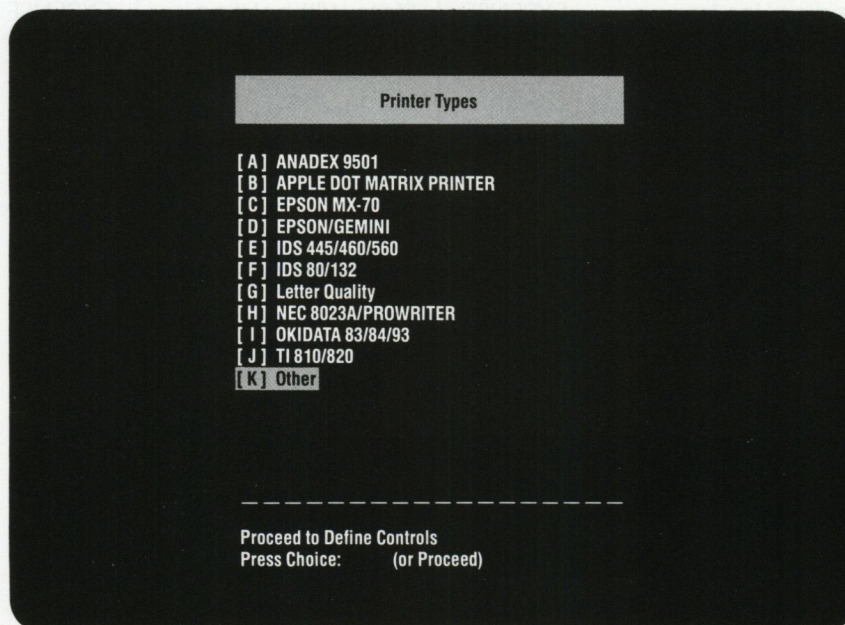 Printer Types
[ A ] ANADEX 9501
[ B ] APPLE DOT MATRIX PRINTER
[ C ] EPSON MX-70
[ D ] EPSON/GEMINI
[ E ] IDS 445/460/560
[ F ] IDS 80/132
[ G ] Letter Quality
[ H ] NEC 8023A/PROWRITER
[ I ] OKIDATA 83/84/93
[ J ] TI 810/820
[ K ] Other
Proceed to Define Controls
Press Choice: (or Proceed)